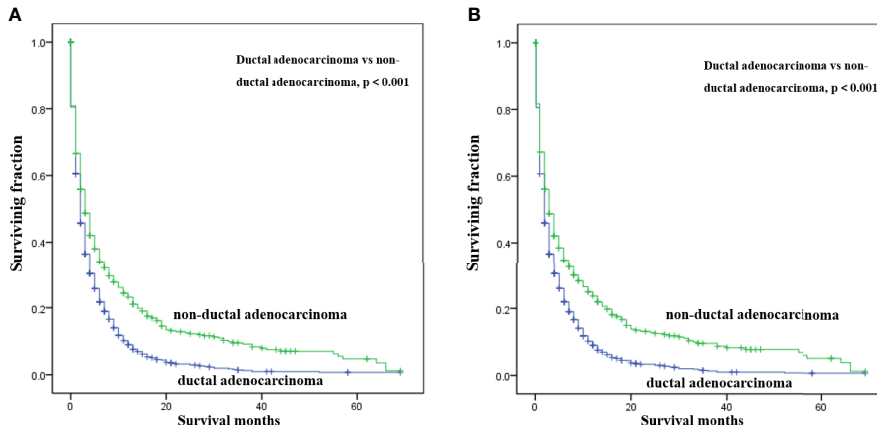 A
1.0
0.8
0.6
0.4
0.2
0.0
Survivinig fraction
Ductal adenocarcinoma vs non-
ductal adenocarcinoma, p < 0.001
non-ductal adenocarcinoma
ductal adenocarcinoma
0
20
40
60
Survival months
B
1.0
0.8
0.6
0.4
0.2
0.0
Survivinig fraction
Ductal adenocarcinoma vs non-
ductal adenocarcinoma, p < 0.001
non-ductal adenocarcinoma
ductal adenocarcinoma
0
20
40
60
Survival months